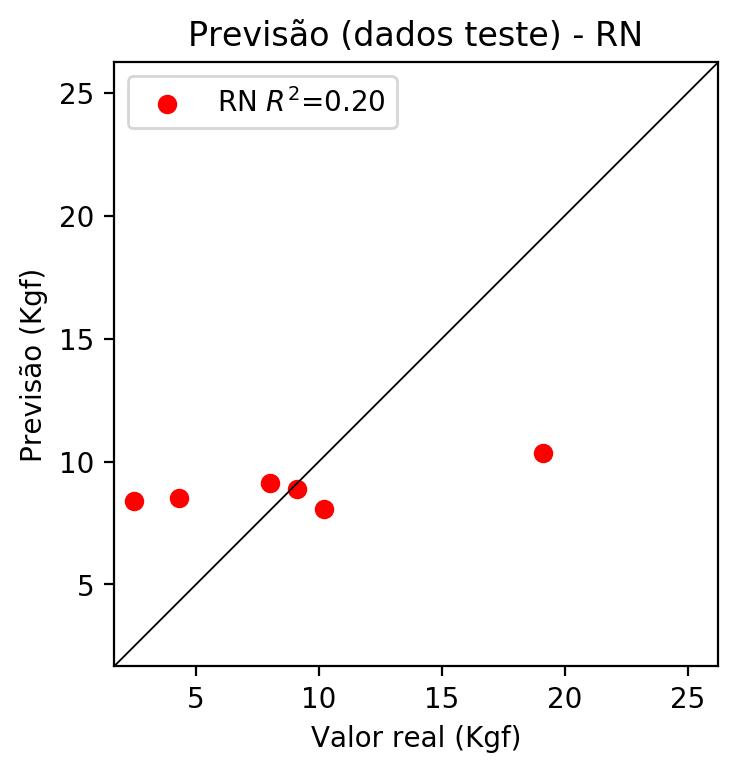 Previsão (dados teste) - RN
RN R²=0.20
25
20
15
10
5
Previsão (Kgf)
5 10 15 20 25
Valor real (Kgf)